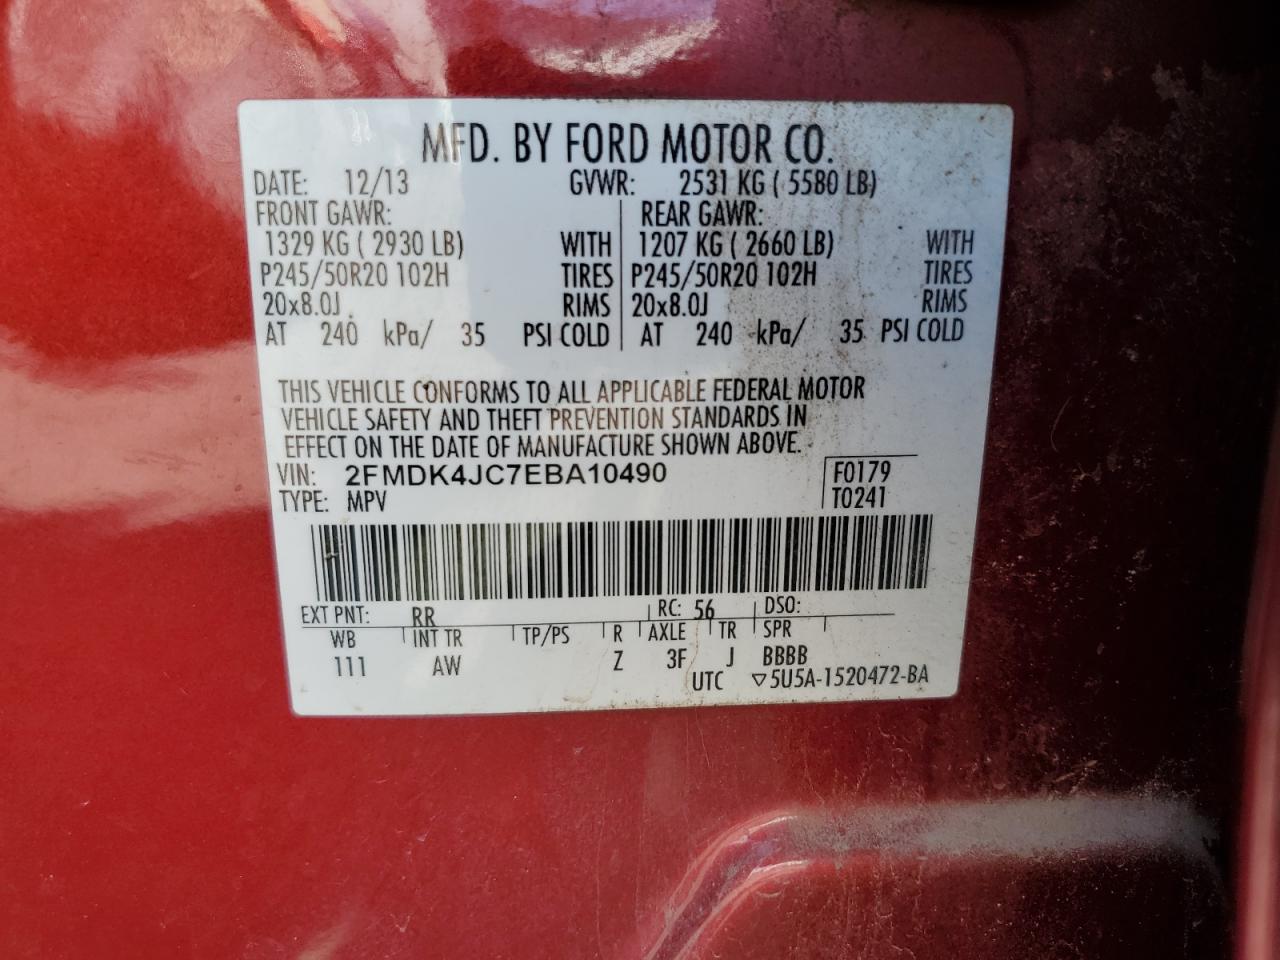 MFD. BY FORD MOTOR CO.
DATE: 12/13 GVWR: 2531 KG ( 5580 LB)
FRONT GAWR: REAR GAWR:
1329 KG ( 2930 LB) WITH 1207 KG ( 2660 LB) WITH
P245/50R20 102H TIRES P245/50R20 102H TIRES
20x8.0J RIMS 20x8.0J RIMS
AT 240 kPa/ 35 PSI COLD AT 240 kPa/ 35 PSI COLD
THIS VEHICLE CONFORMS TO ALL APPLICABLE FEDERAL MOTOR
VEHICLE SAFETY AND THEFT PREVENTION STANDARDS IN
EFFECT ON THE DATE OF MANUFACTURE SHOWN ABOVE.
VIN: 2FMDK4JC7EBA10490 F0179
TYPE: MPV T0241
EXT PNT: RR RC: 56 DSO:
WB INT TR TP/PS R AXLE TR SPR
111 AW Z 3F J BBBB
UTC ▽5U5A-1520472-BA